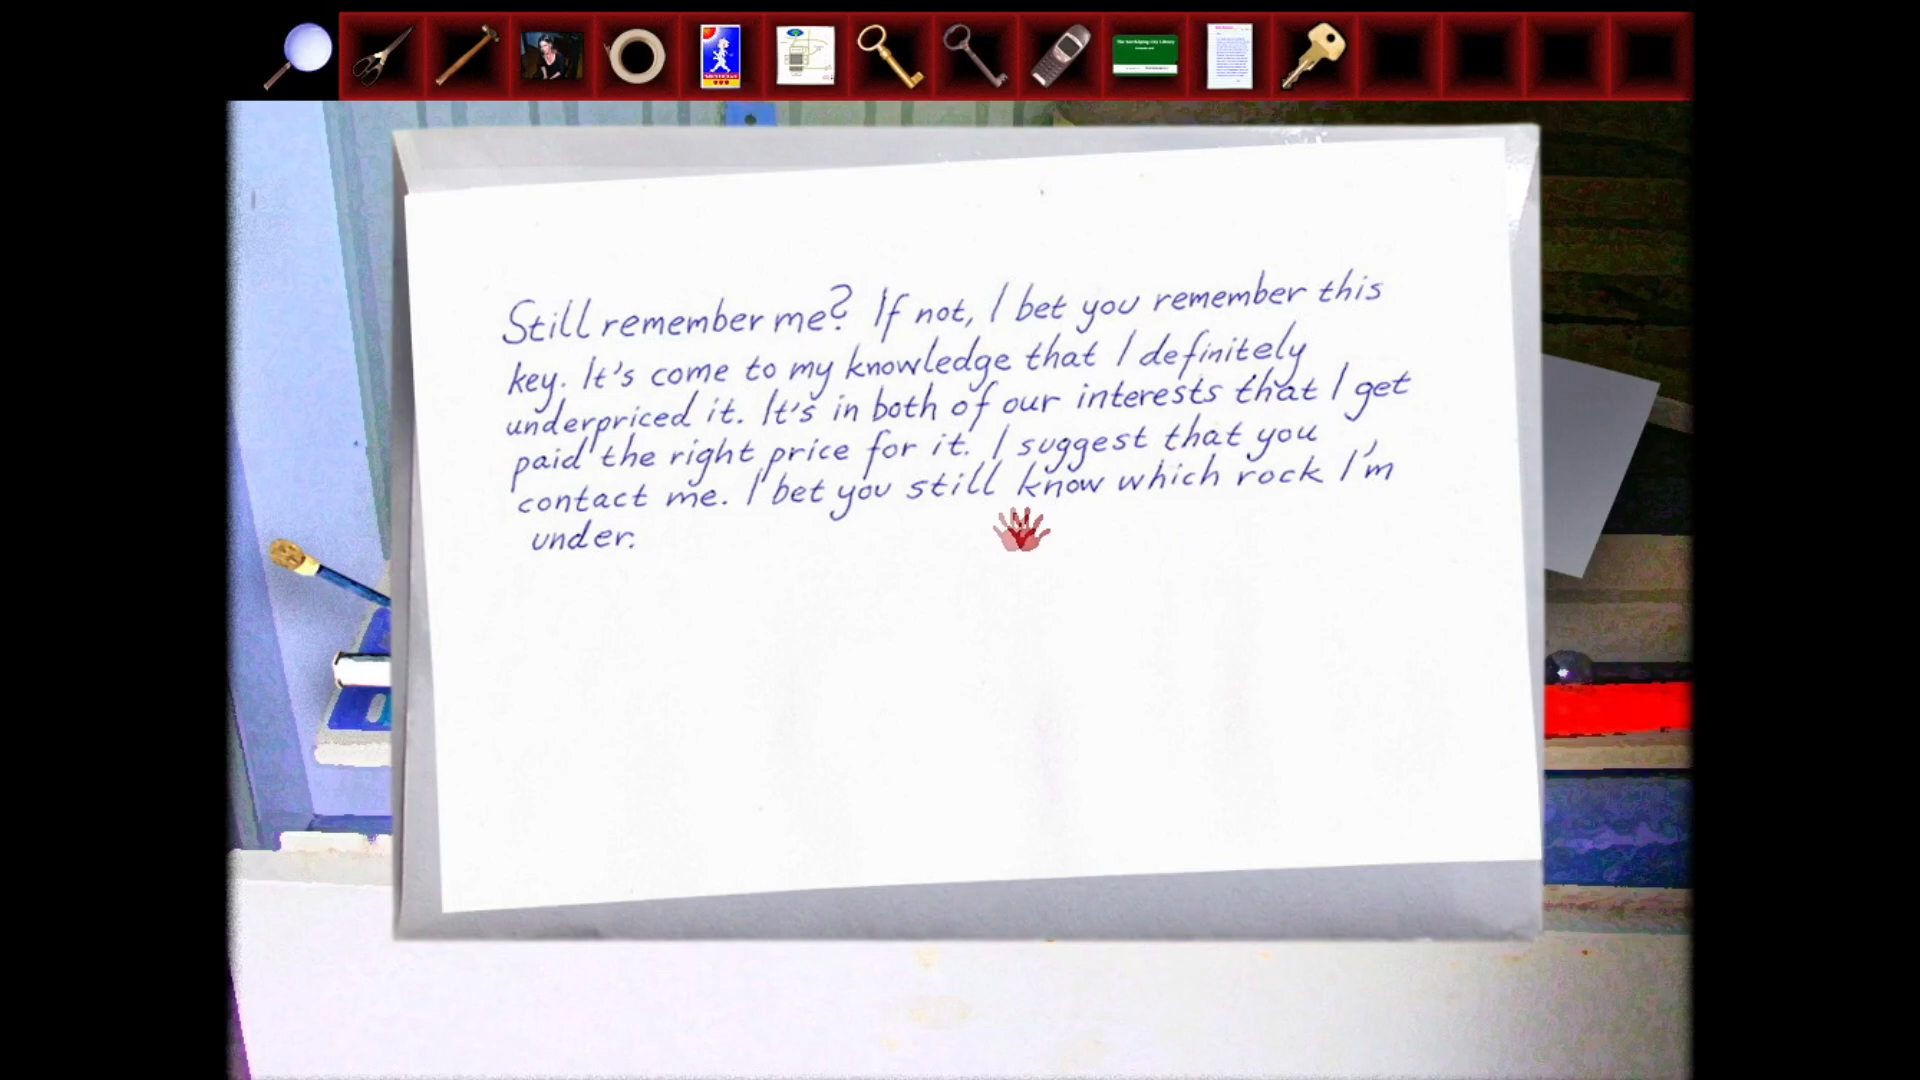 Still remember me? If not, I bet you remember this
key. It's come to my knowledge that I definitely
underpriced it. It's in both of our interests that I get
paid the right price for it. I suggest that you
contact me. I bet you still know which rock I'm
under.